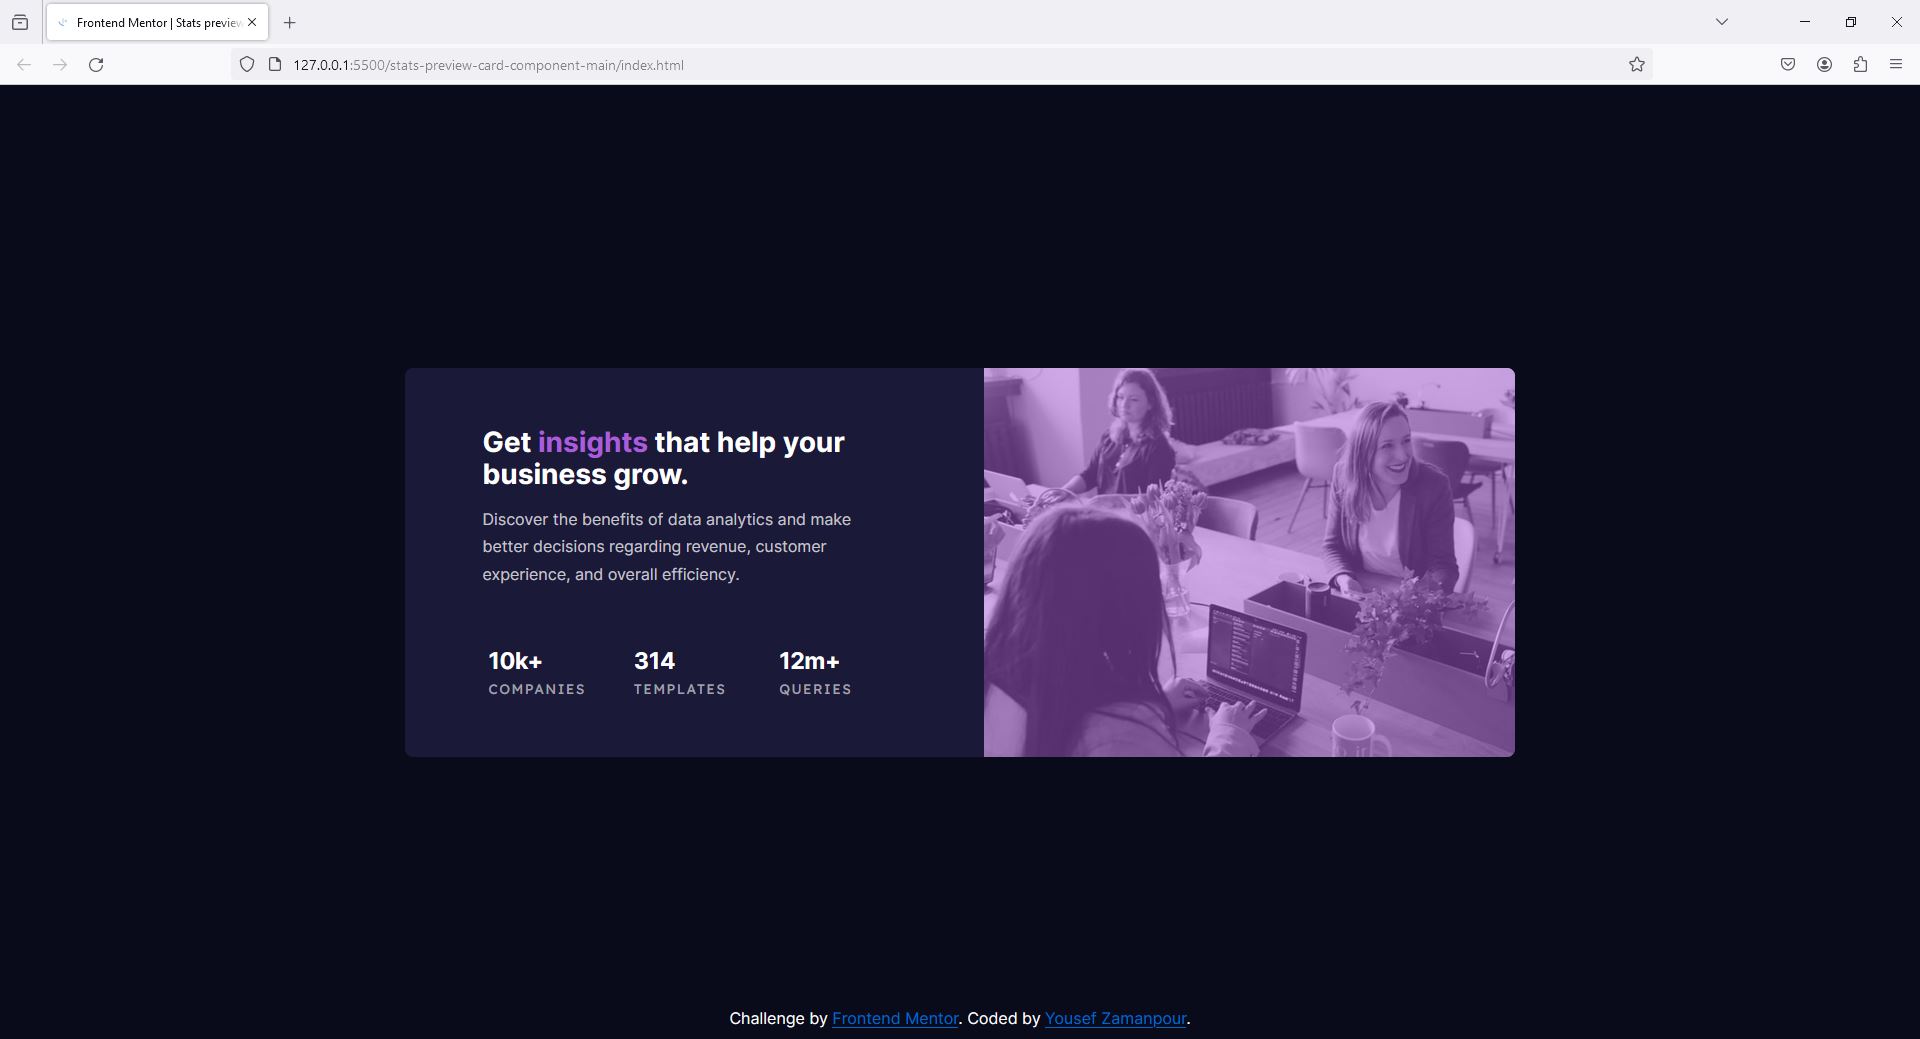 Frontend Mentor | Stats preview
127.0.0.1:5500/stats-preview-card-component-main/index.html
Get insights that help your
business grow.
Discover the benefits of data analytics and make
better decisions regarding revenue, customer
experience, and overall efficiency.
10k+ 314 12m+
COMPANIES TEMPLATES QUERIES
Challenge by Frontend Mentor. Coded by Yousef Zamanpour.